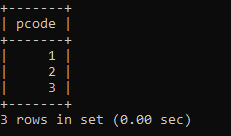 +-------+
| pcode |
+-------+
|     1 |
|     2 |
|     3 |
+-------+
3 rows in set (0.00 sec)